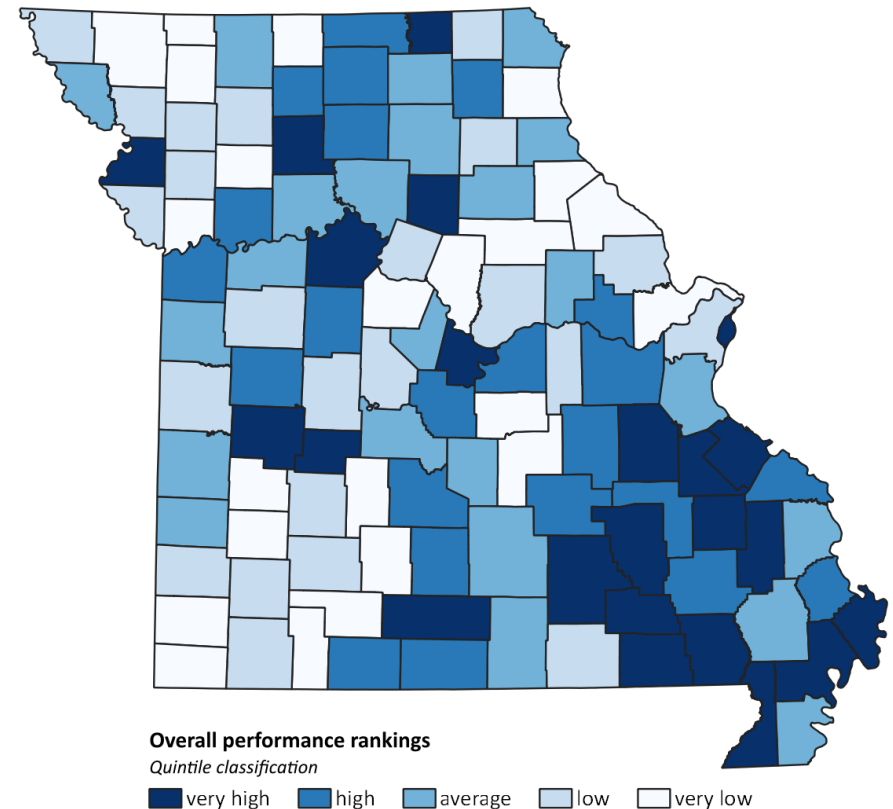 Overall performance rankings
Quintile classification
very high high average low very low